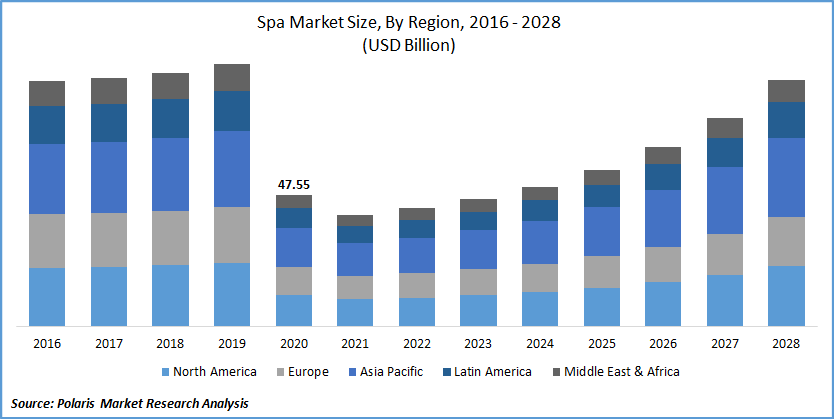 Spa Market Size, By Region, 2016 - 2028
(USD Billion)
47.55
2016 2017 2018 2019 2020 2021 2022 2023 2024 2025 2026 2027 2028
North America Europe Asia Pacific Latin America Middle East & Africa
Source: Polaris Market Research Analysis